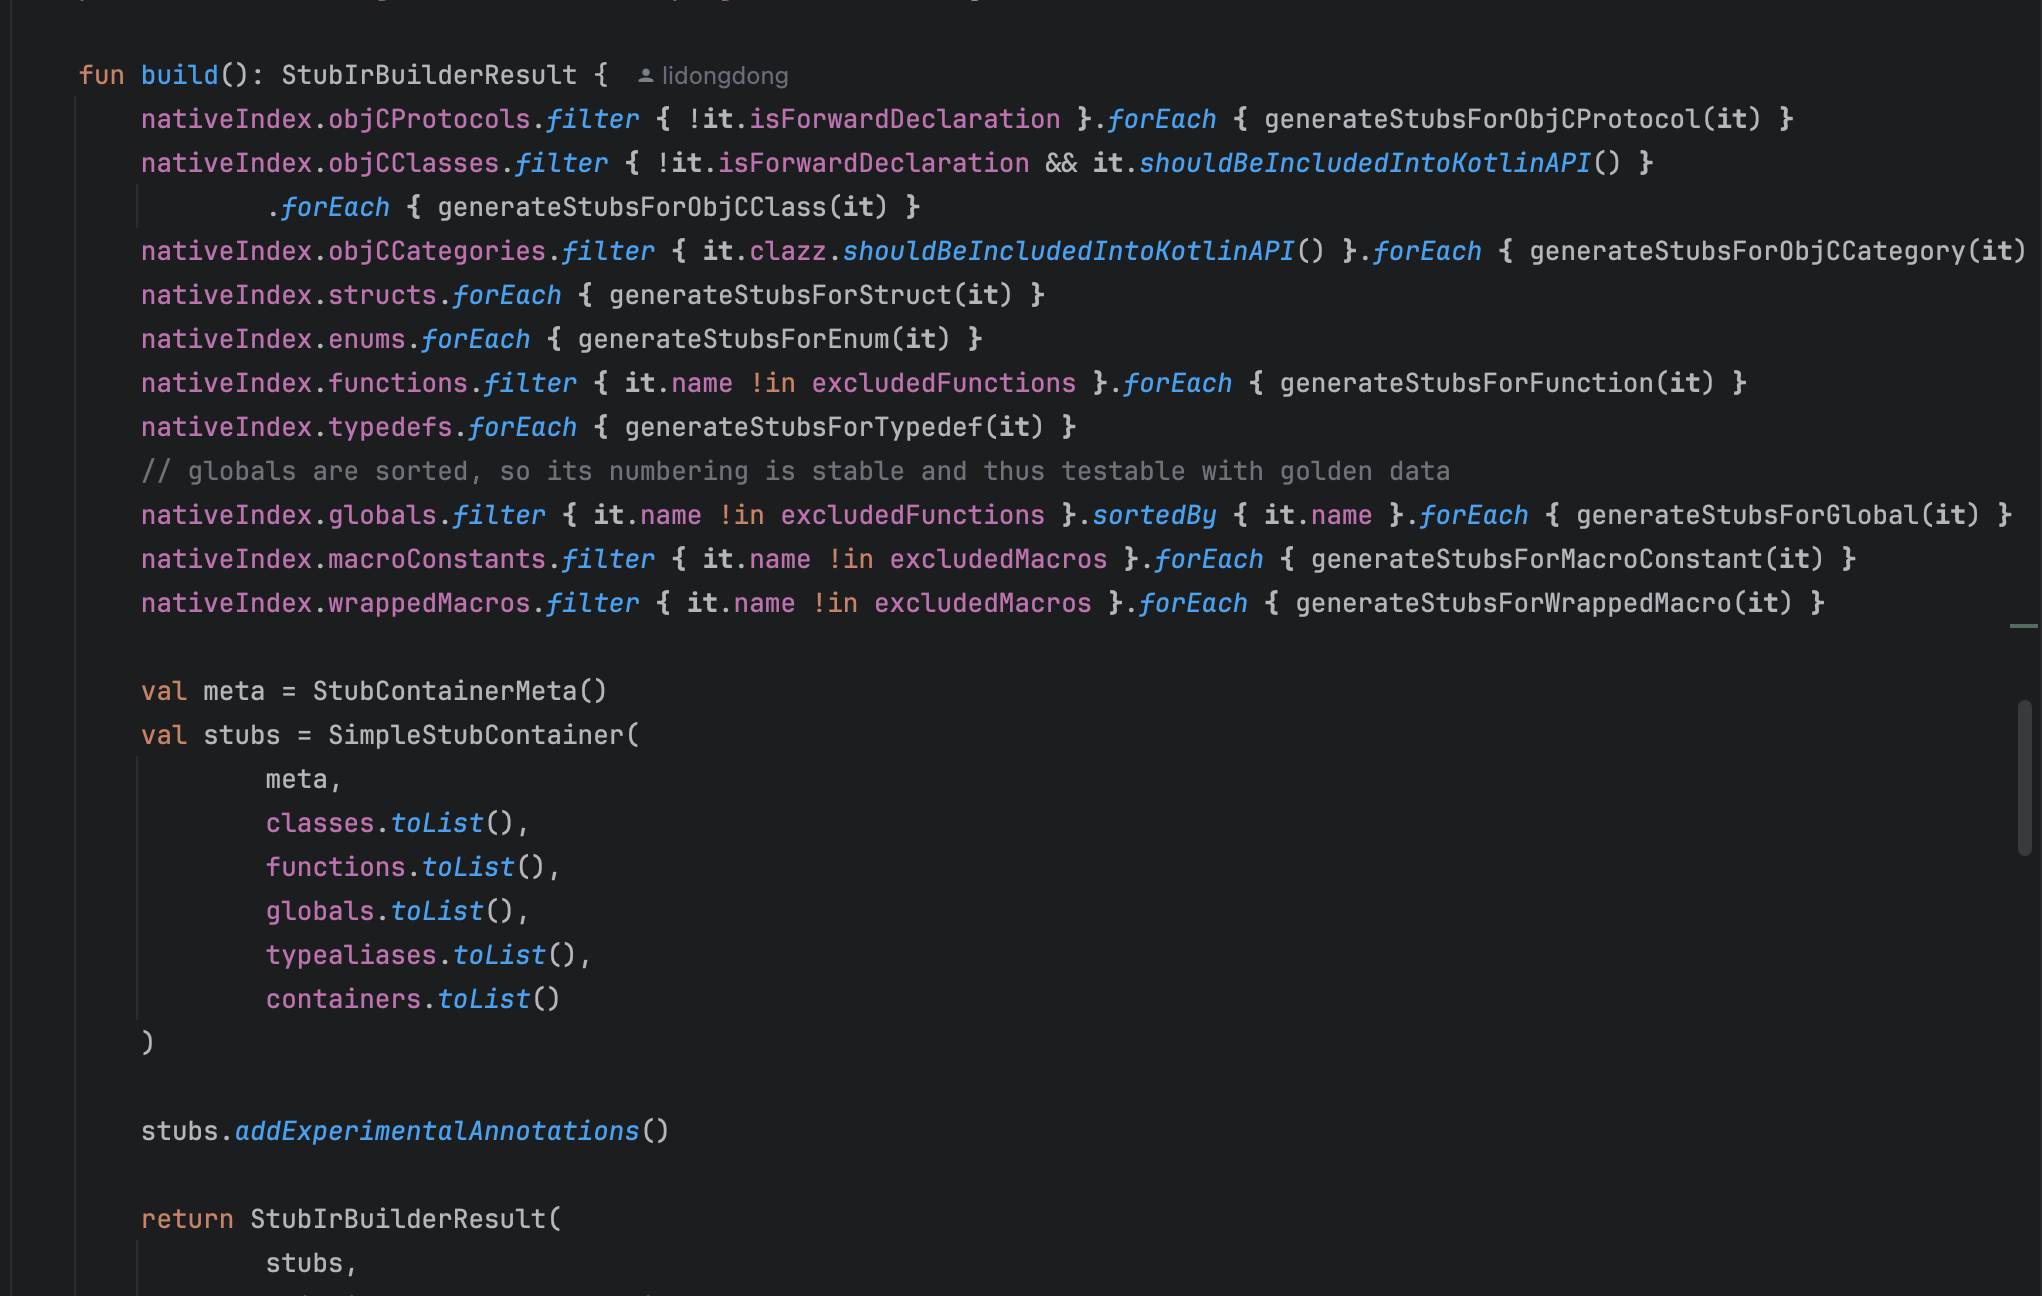 fun build(): StubIrBuilderResult { lidongdong
nativeIndex.objCProtocols.filter { !it.isForwardDeclaration }.forEach { generateStubsForObjCProtocol(it) }
nativeIndex.objCClasses.filter { !it.isForwardDeclaration && it.shouldBeIncludedIntoKotlinAPI() }
.forEach { generateStubsForObjCClass(it) }
nativeIndex.objCCategories.filter { it.clazz.shouldBeIncludedIntoKotlinAPI() }.forEach { generateStubsForObjCCategory(it)
nativeIndex.structs.forEach { generateStubsForStruct(it) }
nativeIndex.enums.forEach { generateStubsForEnum(it) }
nativeIndex.functions.filter { it.name !in excludedFunctions }.forEach { generateStubsForFunction(it) }
nativeIndex.typedefs.forEach { generateStubsForTypedef(it) }
// globals are sorted, so its numbering is stable and thus testable with golden data
nativeIndex.globals.filter { it.name !in excludedFunctions }.sortedBy { it.name }.forEach { generateStubsForGlobal(it) }
nativeIndex.macroConstants.filter { it.name !in excludedMacros }.forEach { generateStubsForMacroConstant(it) }
nativeIndex.wrappedMacros.filter { it.name !in excludedMacros }.forEach { generateStubsForWrappedMacro(it) }
val meta = StubContainerMeta()
val stubs = SimpleStubContainer(
meta,
classes.toList(),
functions.toList(),
globals.toList(),
typealiases.toList(),
containers.toList()
)
stubs.addExperimentalAnnotations()
return StubIrBuilderResult(
stubs,